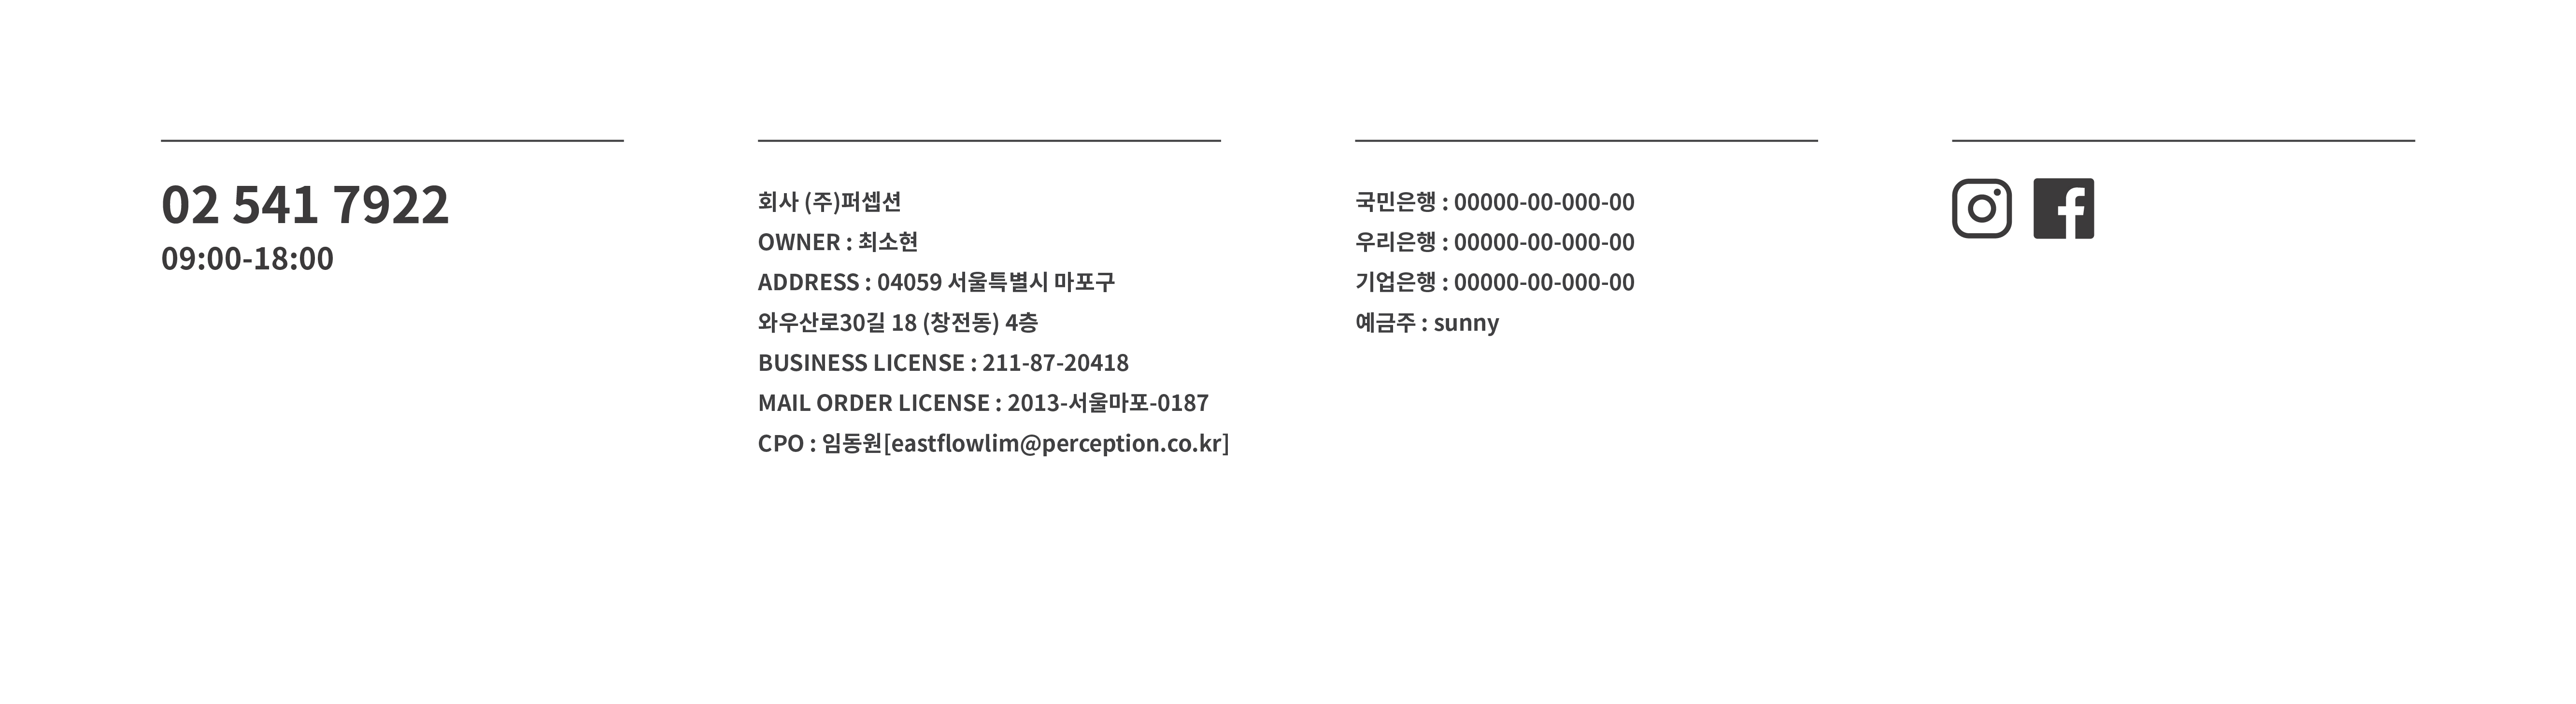 02 541 7922
09:00-18:00
회사 (주)퍼셉션
OWNER : 최소현
ADDRESS : 04059 서울특별시 마포구
와우산로30길 18 (창전동) 4층
BUSINESS LICENSE : 211-87-20418
MAIL ORDER LICENSE : 2013-서울마포-0187
CPO : 임동원[eastflowlim@perception.co.kr]
국민은행 : 00000-00-000-00
우리은행 : 00000-00-000-00
기업은행 : 00000-00-000-00
예금주 : sunny